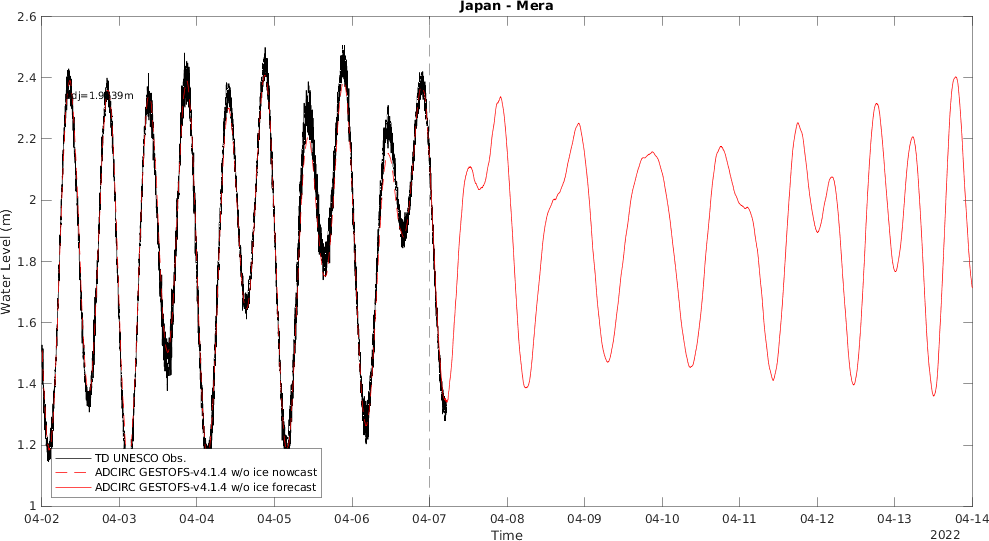 Japan - Mera
2.6
2.4
2.2
2
1.8
1.6
1.4
1.2
1
Water Level (m)
TD UNESCO Obs.
ADCIRC GESTOFS-v4.1.4 w/o ice nowcast
ADCIRC GESTOFS-v4.1.4 w/o ice forecast
04-02 04-03 04-04 04-05 04-06 04-07 04-08 04-09 04-10 04-11 04-12 04-13 04-14
Time
2022